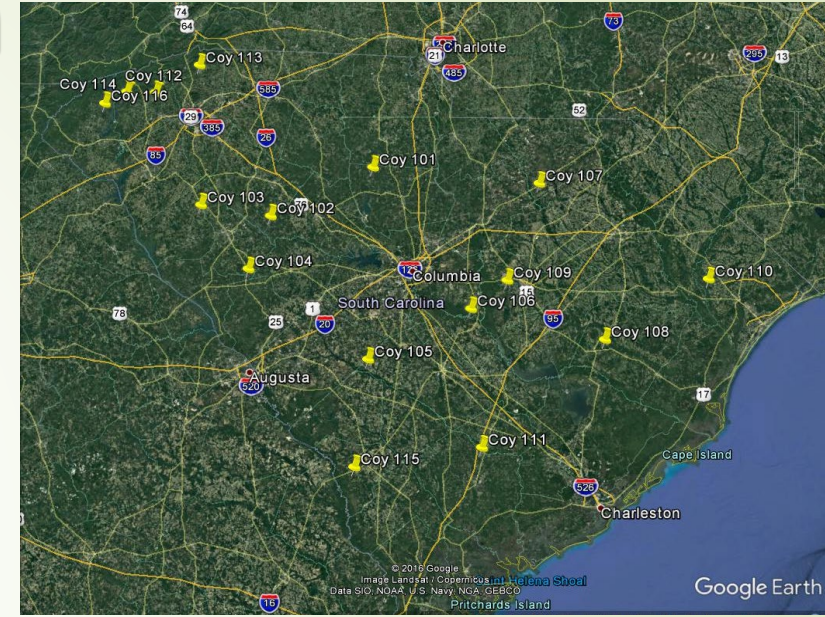 74
64
73
Charlotte
21
295
13
Coy 113
485
Coy 112
Coy 114
585
Coy 116
52
29
385
26
85
Coy 101
Coy 107
Coy 103
Coy 102
Coy 104
Coy 109
Coy 110
Columbia
15
Coy 106
South Carolina
1
78
25
20
95
Coy 108
Coy 105
Augusta
520
17
Coy 111
Cape Island
Coy 115
526
Charleston
© 2016 Google
Image Landsat / Copernicus
Helena Shoal
Data SIO, NOAA, U.S. Navy, NGA, GEBCO
Google Earth
16
Pritchards Island